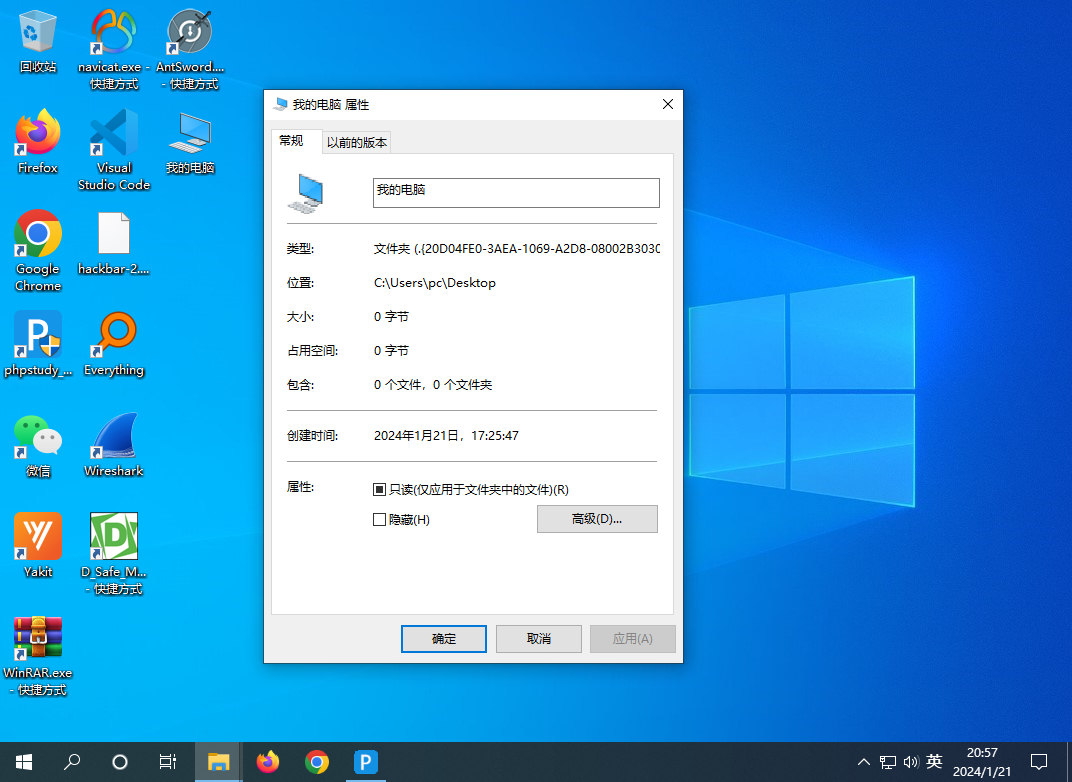 回收站
navicat.exe -
快捷方式
AntSword....
- 快捷方式
Firefox
Visual
Studio Code
我的电脑
Google
Chrome
hackbar-2....
phpstudy_...
Everything
微信
Wireshark
Yakit
D_Safe_M...
- 快捷方式
WinRAR.exe
- 快捷方式
我的电脑 属性
常规
以前的版本
我的电脑
类型:
文件夹 (.{20D04FE0-3AEA-1069-A2D8-08002B3030
位置:
C:\Users\pc\Desktop
大小:
0 字节
占用空间:
0 字节
包含:
0 个文件，0 个文件夹
创建时间:
2024年1月21日，17:25:47
属性:
只读(仅应用于文件夹中的文件)(R)
隐藏(H)
高级(D)...
确定
取消
应用(A)
英
20:57
2024/1/21